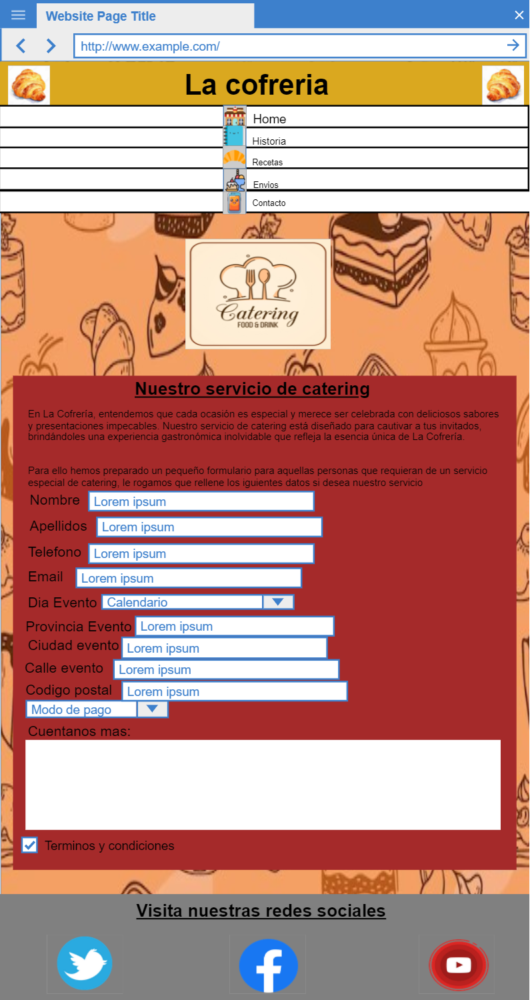 Website Page Title
http://www.example.com/
La cofreria
Home
Historia
Recetas
Envios
Contacto
Catering
FOOD & DRINK
Nuestro servicio de catering
En La Cofrería, entendemos que cada ocasión es especial y merece ser celebrada con deliciosos sabores
y presentaciones impecables. Nuestro servicio de catering está diseñado para cautivar a tus invitados,
brindándoles una experiencia gastronómica inolvidable que refleja la esencia única de La Cofrería.
Para ello hemos preparado un pequeño formulario para aquellas personas que requieran de un servicio
especial de catering, le rogamos que rellene los iguientes datos si desea nuestro servicio
Nombre Lorem ipsum
Apellidos Lorem ipsum
Telefono Lorem ipsum
Email Lorem ipsum
Dia Evento Calendario
Provincia Evento Lorem ipsum
Ciudad evento Lorem ipsum
Calle evento Lorem ipsum
Codigo postal Lorem ipsum
Modo de pago
Cuentanos mas:
Terminos y condiciones
Visita nuestras redes sociales